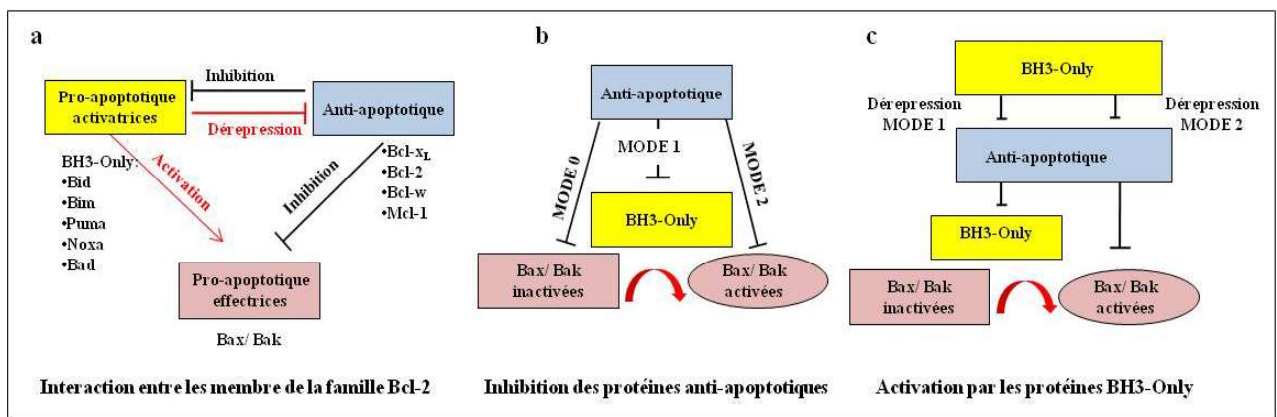 a
Inhibition
Pro-apoptotique
activatrices
Anti-apoptotique
Dérepression
BH3-Only:
•Bid
•Bim
•Puma
•Noxa
•Bad
Activation
Inhibition
•Bcl-xL
•Bcl-2
•Bcl-w
•Mcl-1
Pro-apoptotique
effectrices
Bax/ Bak
Interaction entre les membre de la famille Bcl-2
b
Anti-apoptotique
MODE 0
MODE 1
MODE 2
BH3-Only
Bax/ Bak
inactivées
Bax/ Bak
activées
Inhibition des protéines anti-apoptotiques
c
BH3-Only
Dérepression
MODE 1
Dérepression
MODE 2
Anti-apoptotique
BH3-Only
Bax/ Bak
inactivées
Bax/ Bak
activées
Activation par les protéines BH3-Only